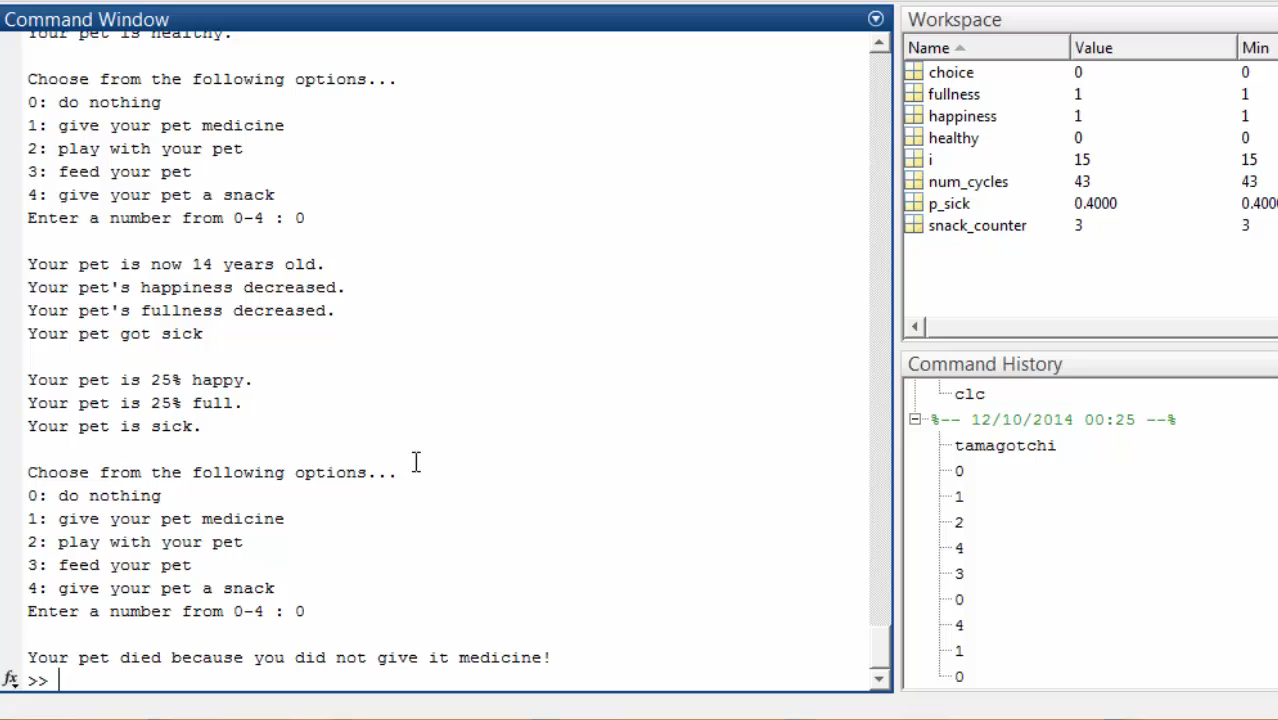 Command Window
Your pet is healthy.
Choose from the following options...
0: do nothing
1: give your pet medicine
2: play with your pet
3: feed your pet
4: give your pet a snack
Enter a number from 0-4 : 0
Your pet is now 14 years old.
Your pet's happiness decreased.
Your pet's fullness decreased.
Your pet got sick
Your pet is 25% happy.
Your pet is 25% full.
Your pet is sick.
Choose from the following options...
0: do nothing
1: give your pet medicine
2: play with your pet
3: feed your pet
4: give your pet a snack
Enter a number from 0-4 : 0
Your pet died because you did not give it medicine!
fx >>
Workspace
Name Value Min
choice 0 0
fullness 1 1
happiness 1 1
healthy 0 0
i 15 15
num_cycles 43 43
p_sick 0.4000 0.400
snack_counter 3 3
Command History
clc
%-- 12/10/2014 00:25 --%
tamagotchi
0
1
2
4
3
0
4
1
0